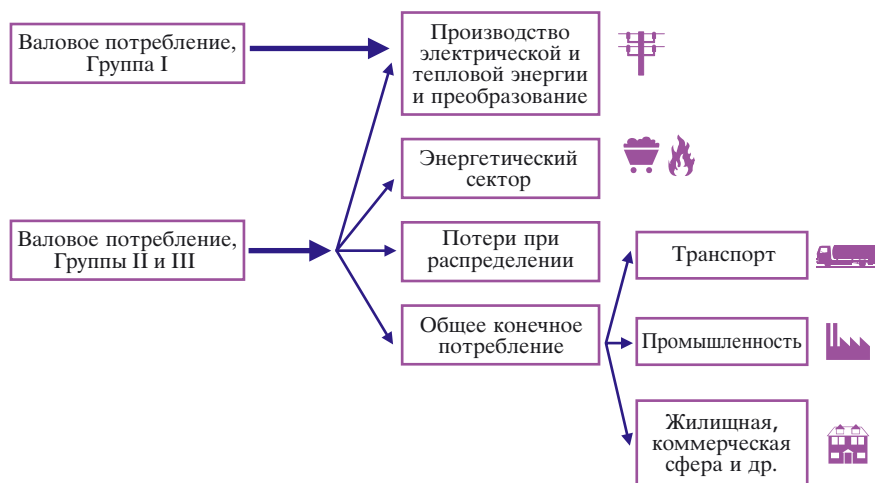 Валовое потребление,
Группа I
Производство
электрической и
тепловой энергии
и преобразование
Энергетический
сектор
Валовое потребление,
Группы II и III
Потери при
распределении
Общее конечное
потребление
Транспорт
Промышленность
Жилищная,
коммерческая
сфера и др.